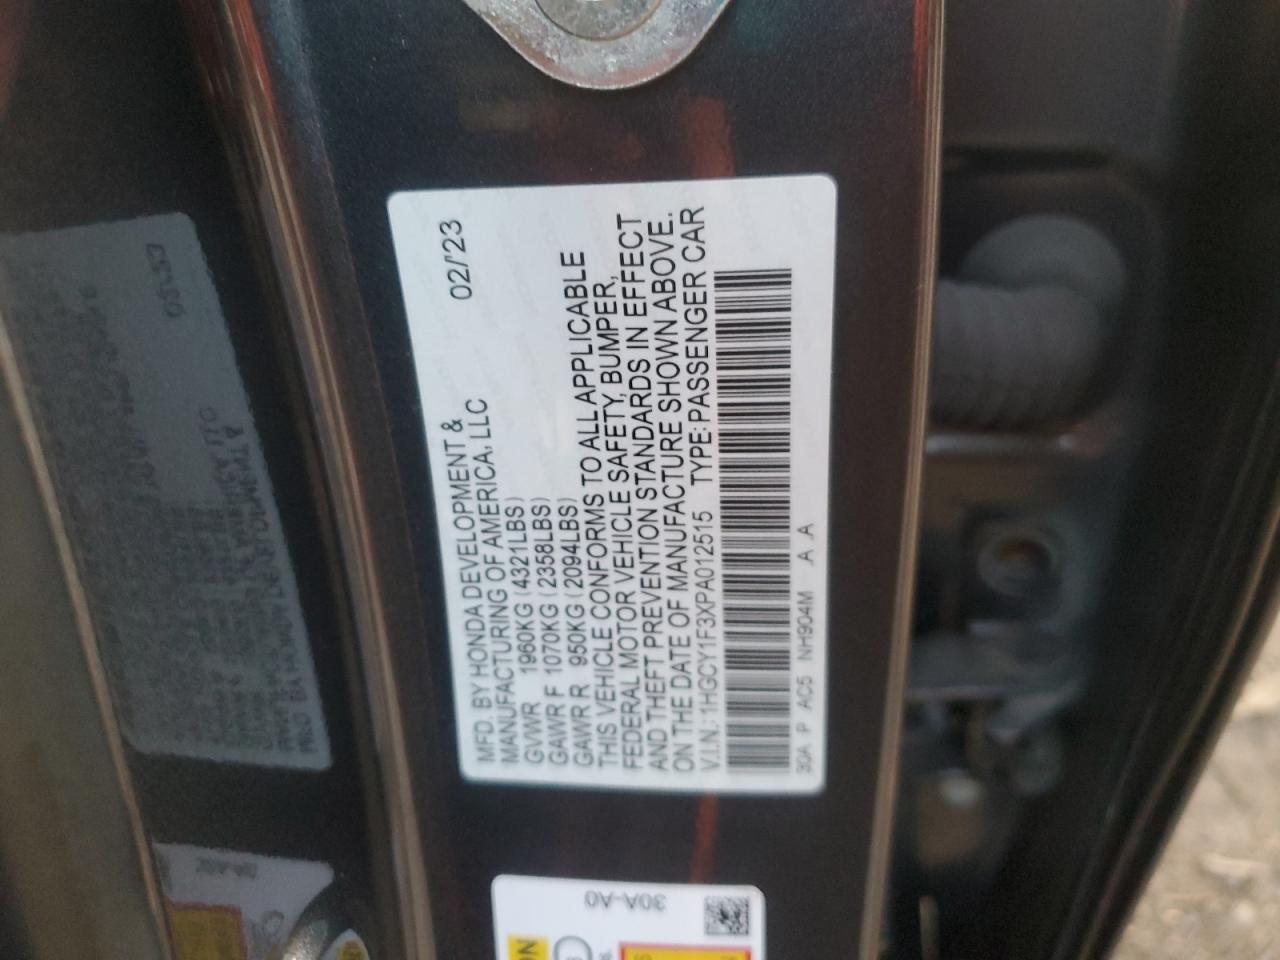 MFD. BY HONDA DEVELOPMENT & 02/'23
MANUFACTURING OF AMERICA, LLC
GVWR 1960KG (4321LBS)
GAWR F 1070KG (2358LBS)
GAWR R 950KG (2094LBS)
THIS VEHICLE CONFORMS TO ALL APPLICABLE
FEDERAL MOTOR VEHICLE SAFETY, BUMPER,
AND THEFT PREVENTION STANDARDS IN EFFECT
ON THE DATE OF MANUFACTURE SHOWN ABOVE.
V.I.N.: 1HGCY1F3XPA012515 TYPE: PASSENGER CAR
30A P AC5 NH904M A A
30A-A0